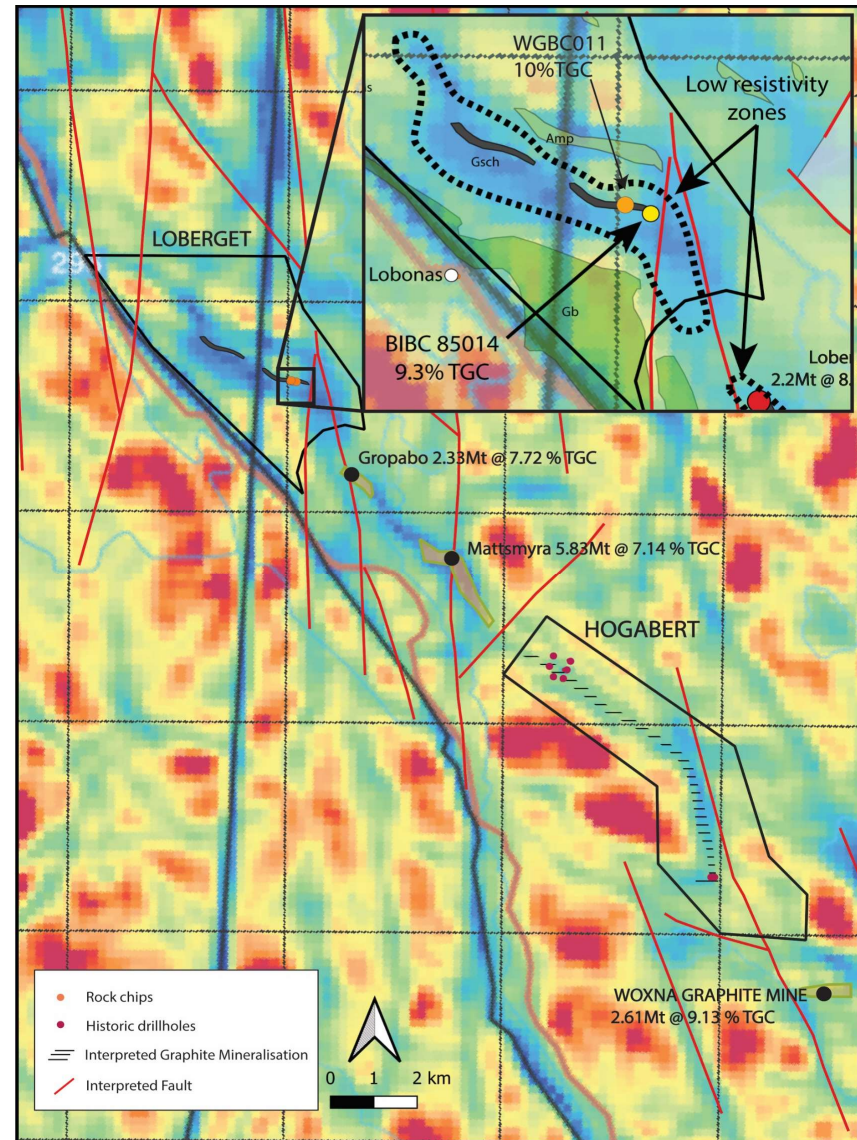 WGBC011
10%TGC
Low resistivity
zones
Amp
Gsch
LOBERGET
29
Lobonas
Gb
BIBC 85014
9.3% TGC
Lober
2.2Mt @ 8.
Gropabo 2.33Mt @ 7.72 % TGC
Mattsmyra 5.83Mt @ 7.14 % TGC
HOGABERT
WOXNA GRAPHITE MINE
2.61Mt @ 9.13 % TGC
Rock chips
Historic drillholes
Interpreted Graphite Mineralisation
Interpreted Fault
0 1 2 km